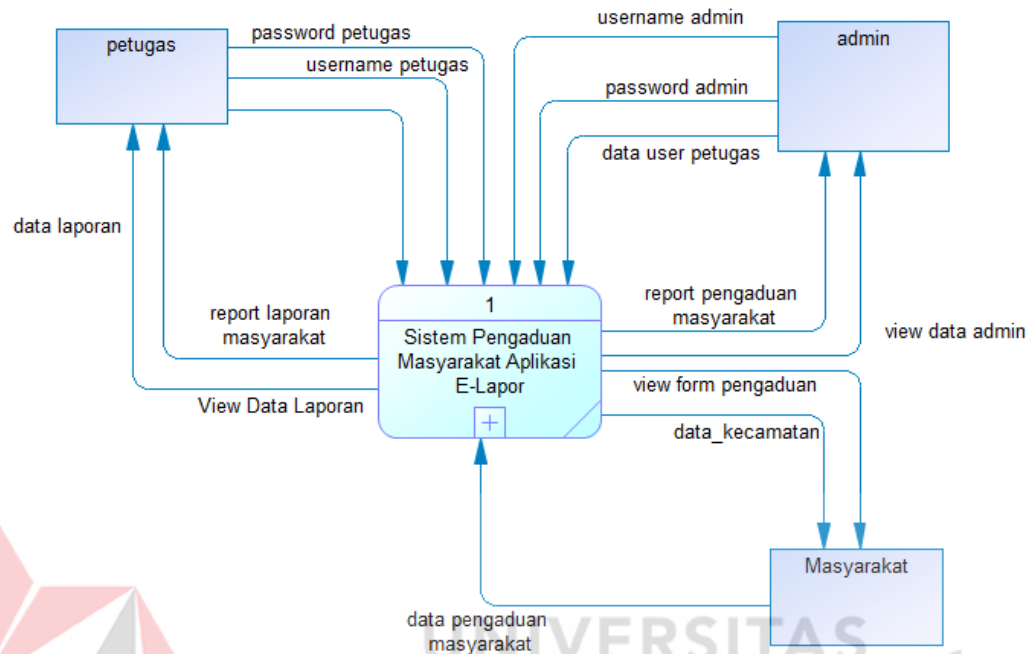 username admin
petugas
password petugas
admin
username petugas
password admin
data user petugas
data laporan
1
report laporan
masyarakat
Sistem Pengaduan
Masyarakat Aplikasi
E-Lapor
report pengaduan
masyarakat
view data admin
view form pengaduan
View Data Laporan
data_kecamatan
Masyarakat
data pengaduan
masyarakat
UNIVERSITAS